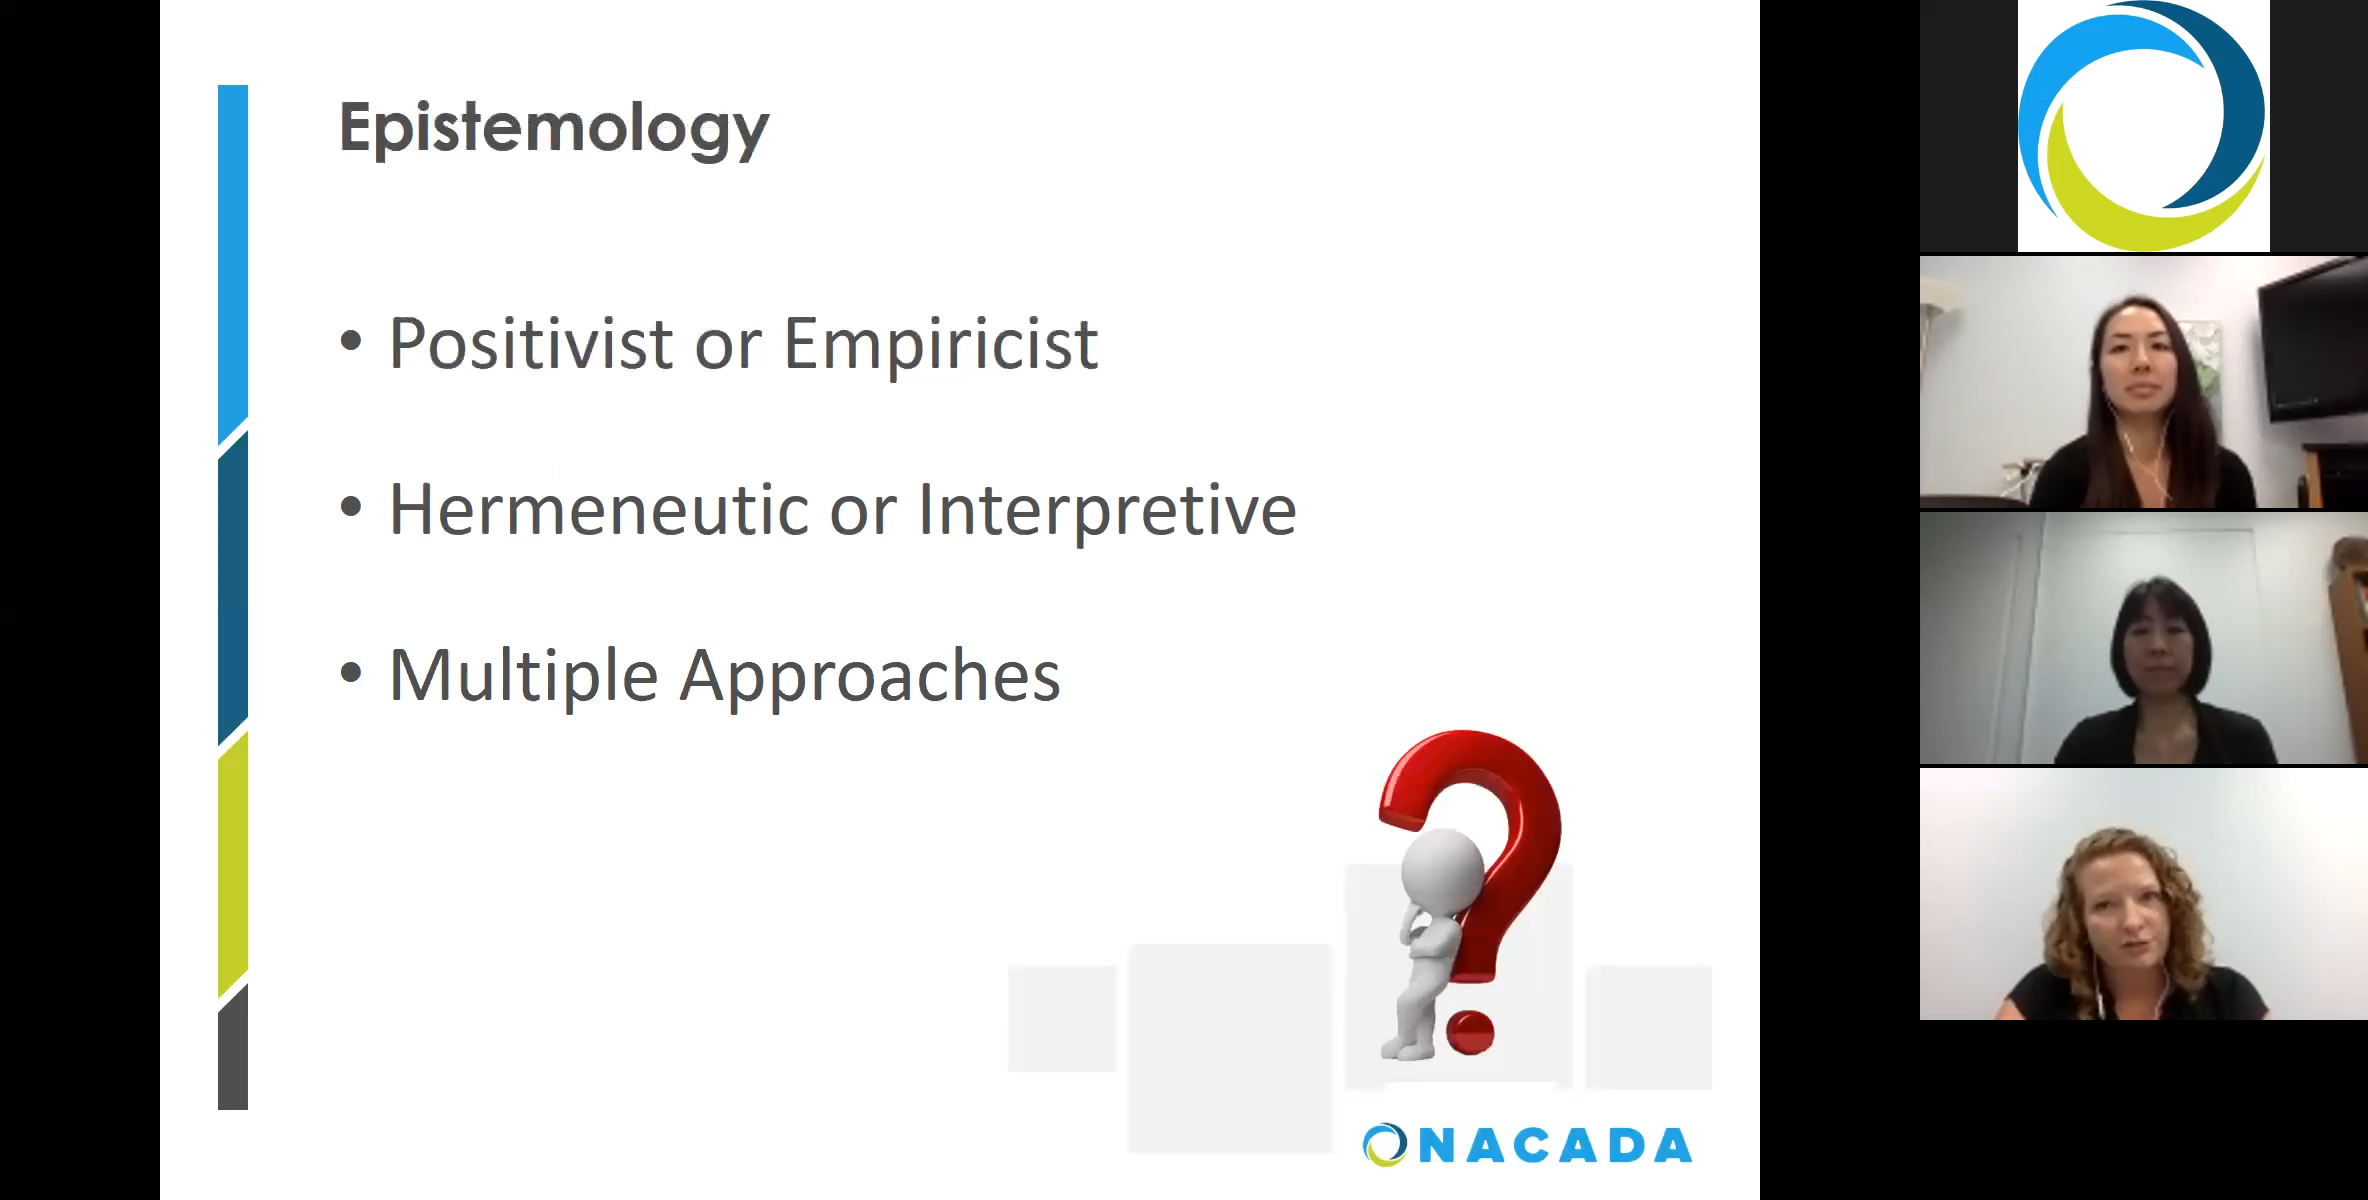 Epistemology
• Positivist or Empiricist
• Hermeneutic or Interpretive
• Multiple Approaches
NACADA